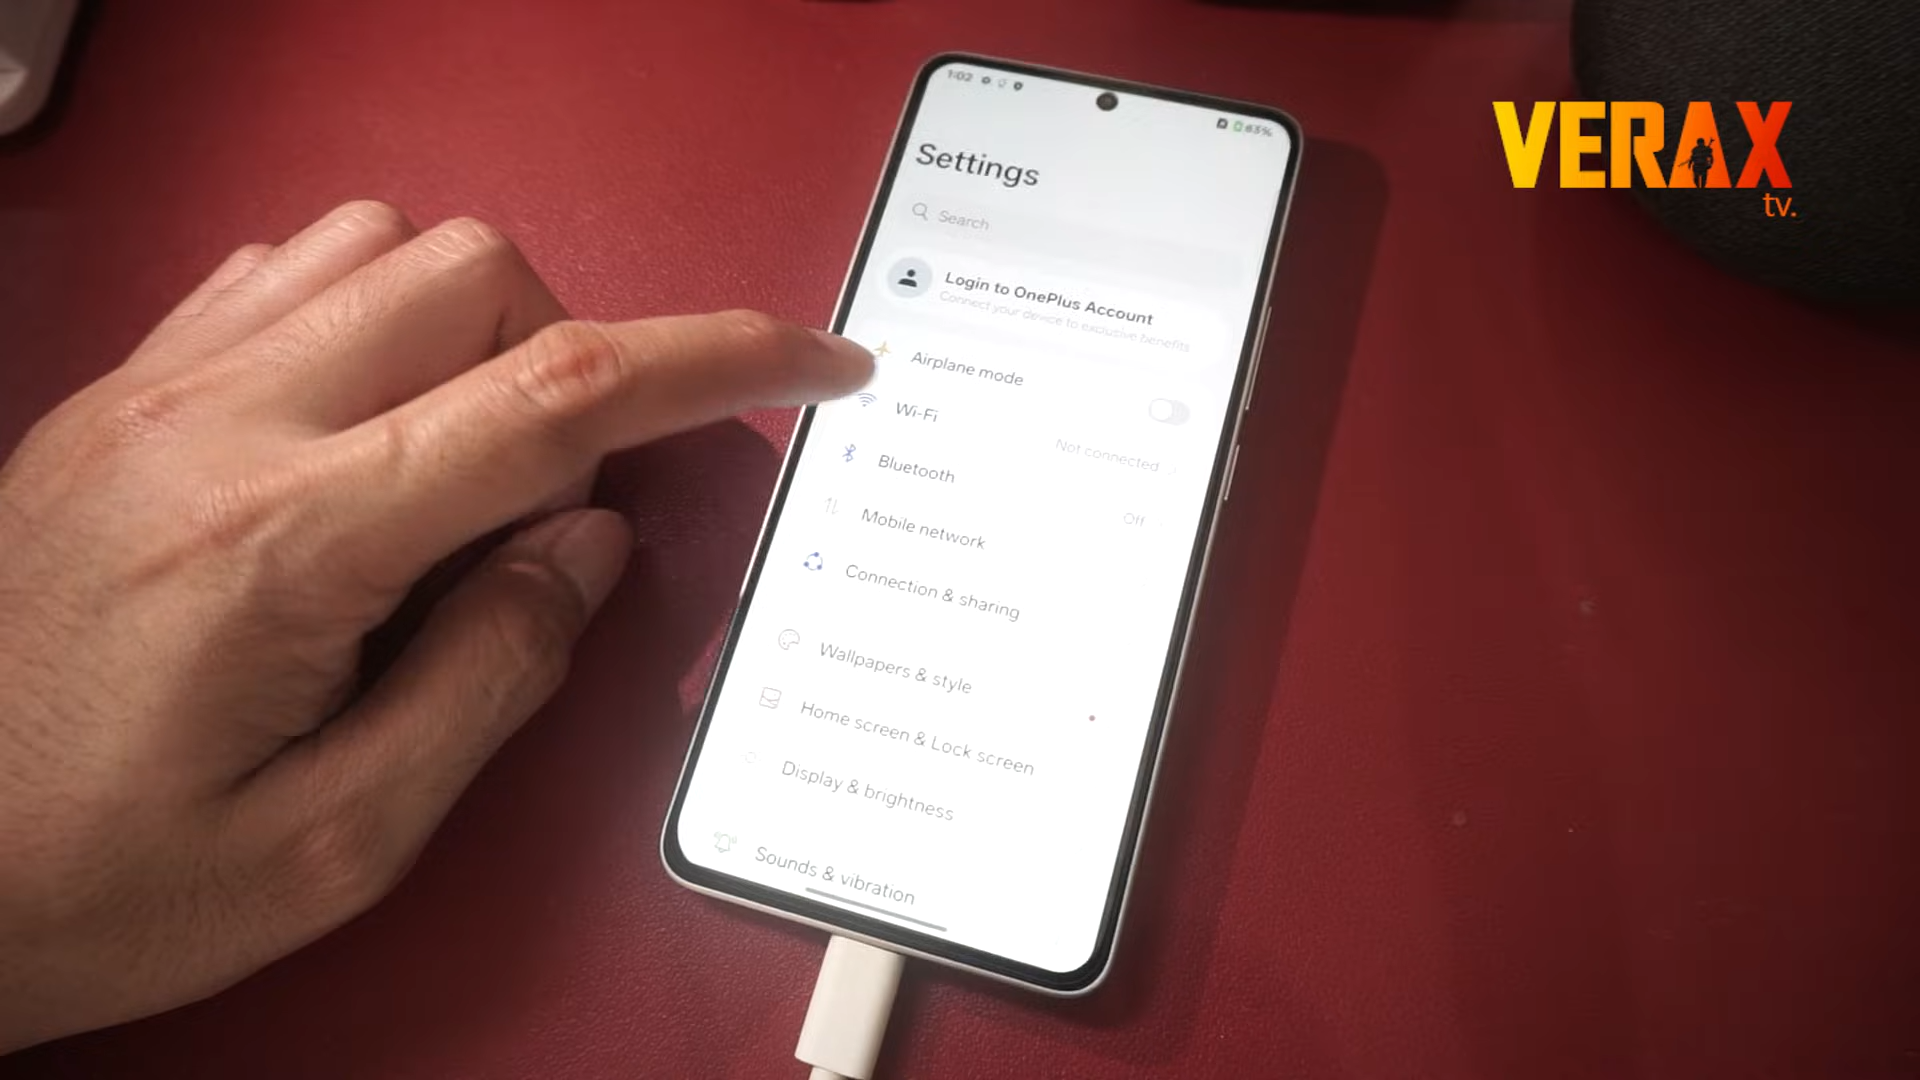 VERAX
tv.
1:02
63%
Settings
Search
Login to OnePlus Account
Connect your device to exclusive benefits
Airplane mode
Wi-Fi
Not connected
Bluetooth
Off
Mobile network
Connection & sharing
Wallpapers & style
Home screen & Lock screen
Display & brightness
Sounds & vibration